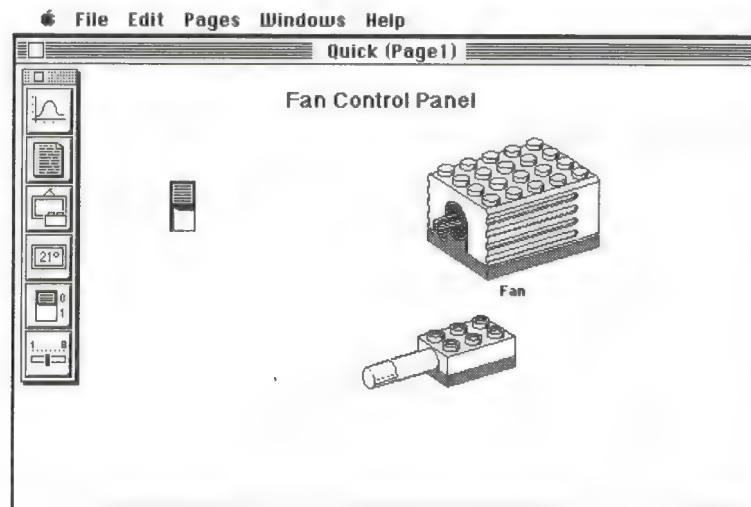 File Edit Pages Windows Help
Quick (Page1)
Fan Control Panel
21°
0
1
Fan
1 8